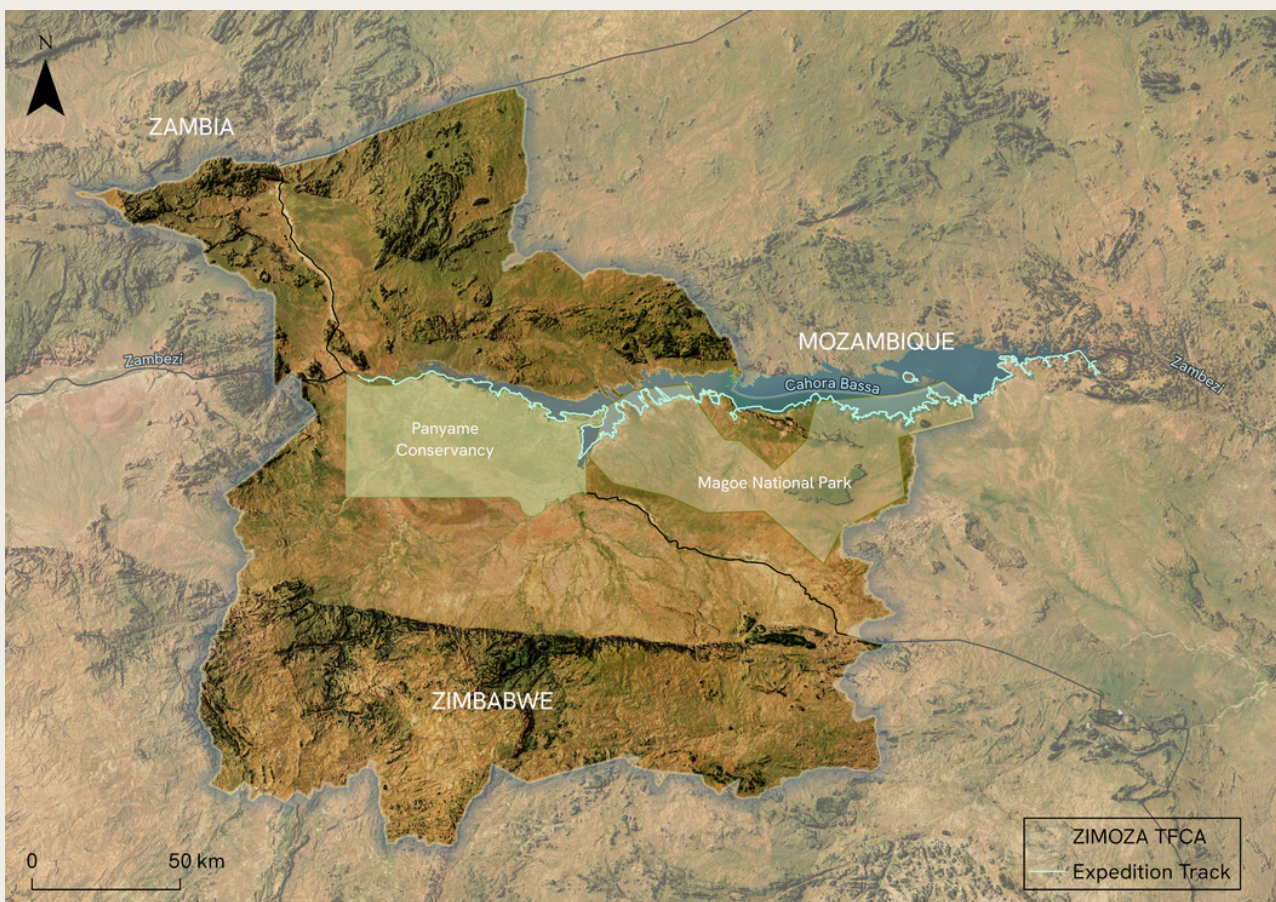 N
ZAMBIA
MOZAMBIQUE
Zambezi
Zambezi
Cahora Bassa
Panyame
Conservancy
Magoe National Park
ZIMBABWE
ZIMOZA TFCA
Expedition Track
0 50 km